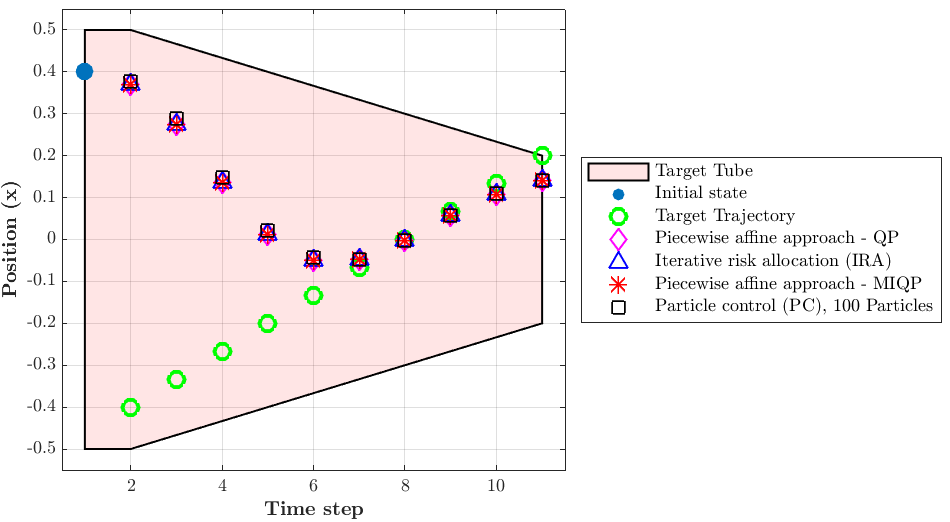 0.5
0.4
0.3
0.2
0.1
0
-0.1
-0.2
-0.3
-0.4
-0.5
Position (x)
2 4 6 8 10
Time step
Target Tube
Initial state
Target Trajectory
Piecewise affine approach - QP
Iterative risk allocation (IRA)
Piecewise affine approach - MIQP
Particle control (PC), 100 Particles